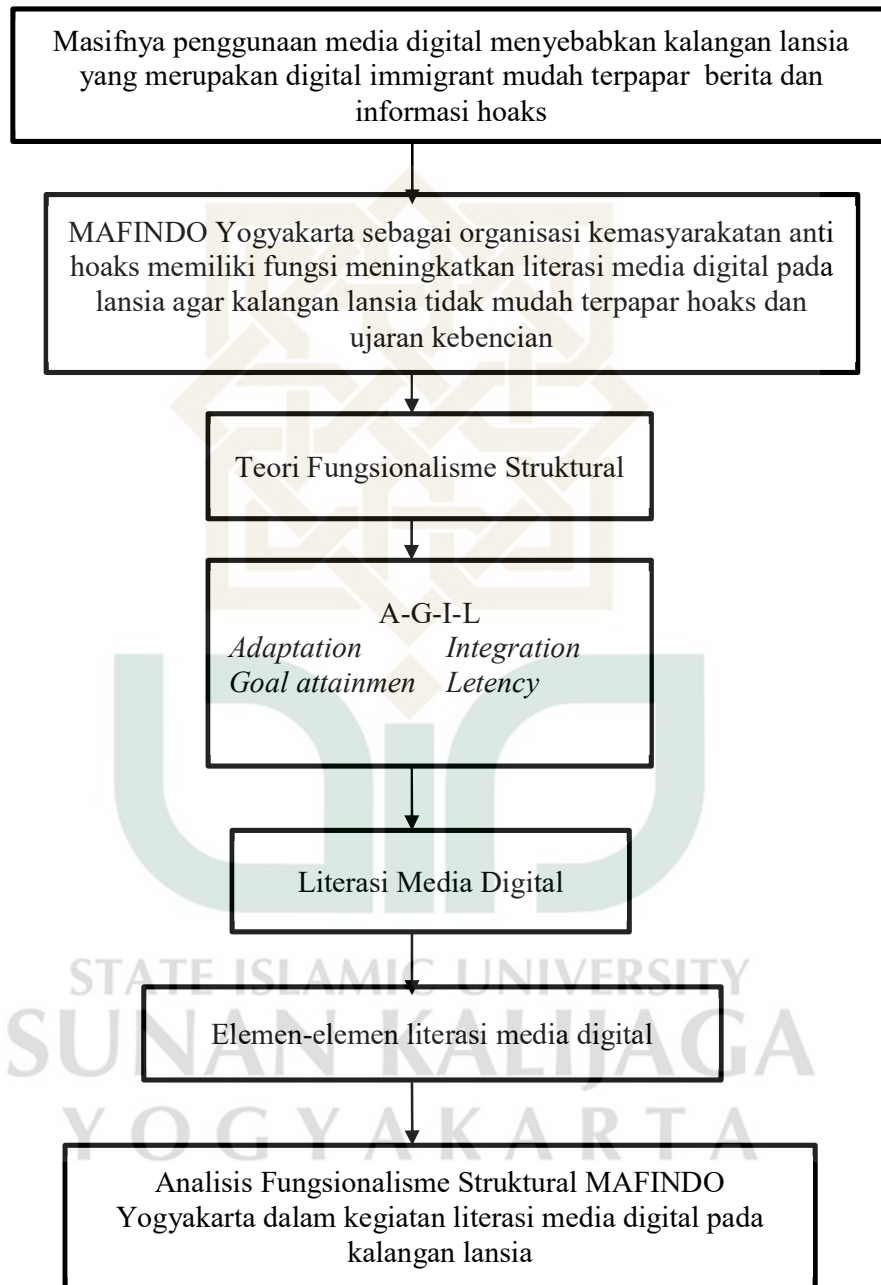 Masifnya penggunaan media digital menyebabkan kalangan lansia
yang merupakan digital immigrant mudah terpapar berita dan
informasi hoaks
MAFINDO Yogyakarta sebagai organisasi kemasyarakatan anti
hoaks memiliki fungsi meningkatkan literasi media digital pada
lansia agar kalangan lansia tidak mudah terpapar hoaks dan
ujaran kebencian
Teori Fungsionalisme Struktural
A-G-I-L
Adaptation Integration
Goal attainmen Letency
Literasi Media Digital
STATE ISLAMIC UNIVERSITY
SUNAN KALIJAGA
Elemen-elemen literasi media digital
YOGYAKARTA
Analisis Fungsionalisme Struktural MAFINDO
Yogyakarta dalam kegiatan literasi media digital pada
kalangan lansia